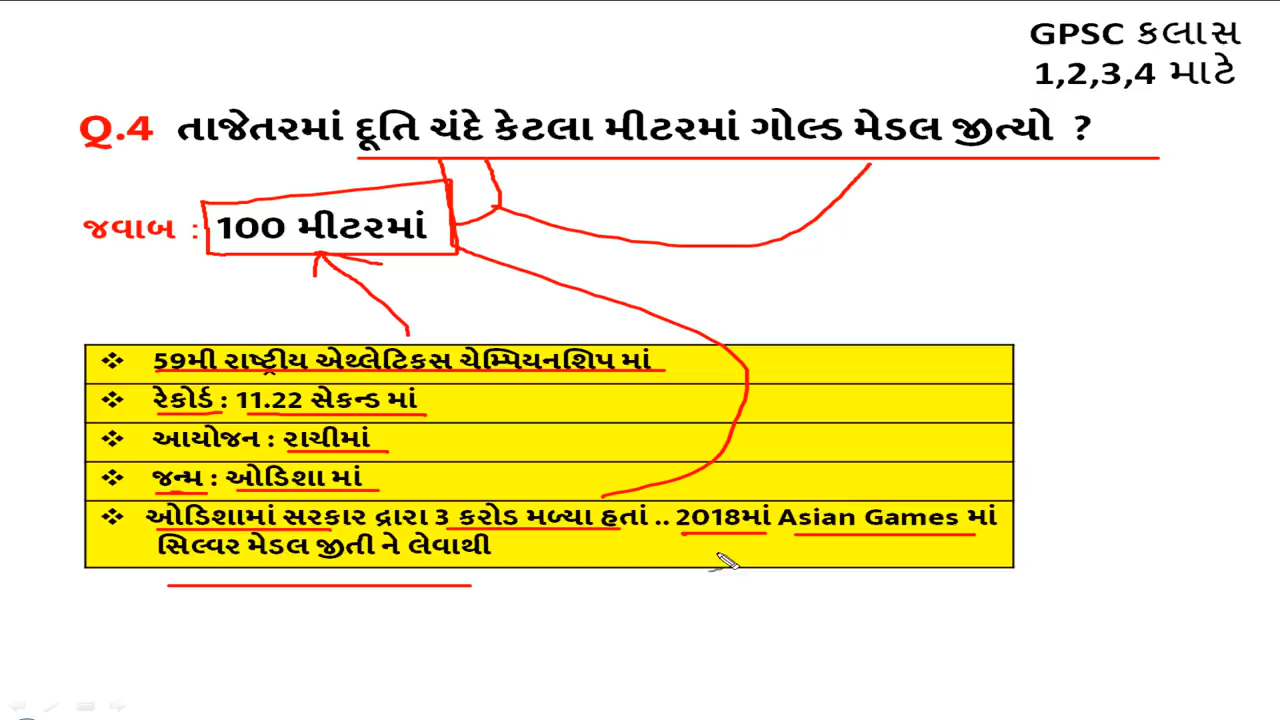 GPSC કલાસ
1,2,3,4 માટે
Q.4 તાજેતરમાં દૂતિ ચંદે કેટલા મીટરમાં ગોલ્ડ મેડલ જીત્યો ?
જવાબ : 100 મીટરમાં
❖ 59મી રાષ્ટ્રીય એથ્લેટિકસ ચેમ્પિયનશિપ માં
❖ રેકોર્ડ : 11.22 સેકન્ડ માં
❖ આયોજન : રાચીમાં
❖ જન્મ : ઓડિશા માં
❖ ઓડિશામાં સરકાર દ્રારા 3 કરોડ મળ્યા હતાં .. 2018માં Asian Games માં
સિલ્વર મેડલ જીતી ને લેવાથી